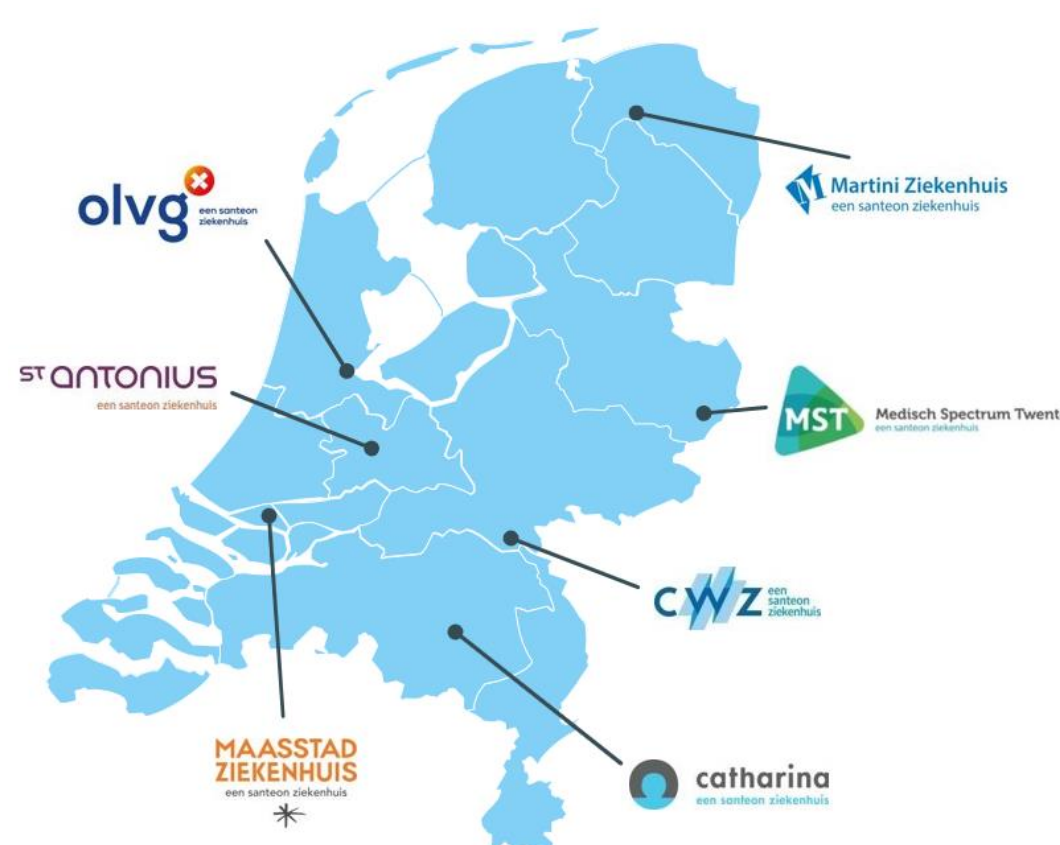 olvg
een santeon
ziekenhuis
Martini Ziekenhuis
een santeon ziekenhuis
ST antonius
een santeon ziekenhuis
MST
Medisch Spectrum Twent
een santeon ziekenhuis
CWZ
een
santeon
ziekenhuis
MAASSTAD
ZIEKENHUIS
een santeon ziekenhuis
catharina
een santeon ziekenhuis